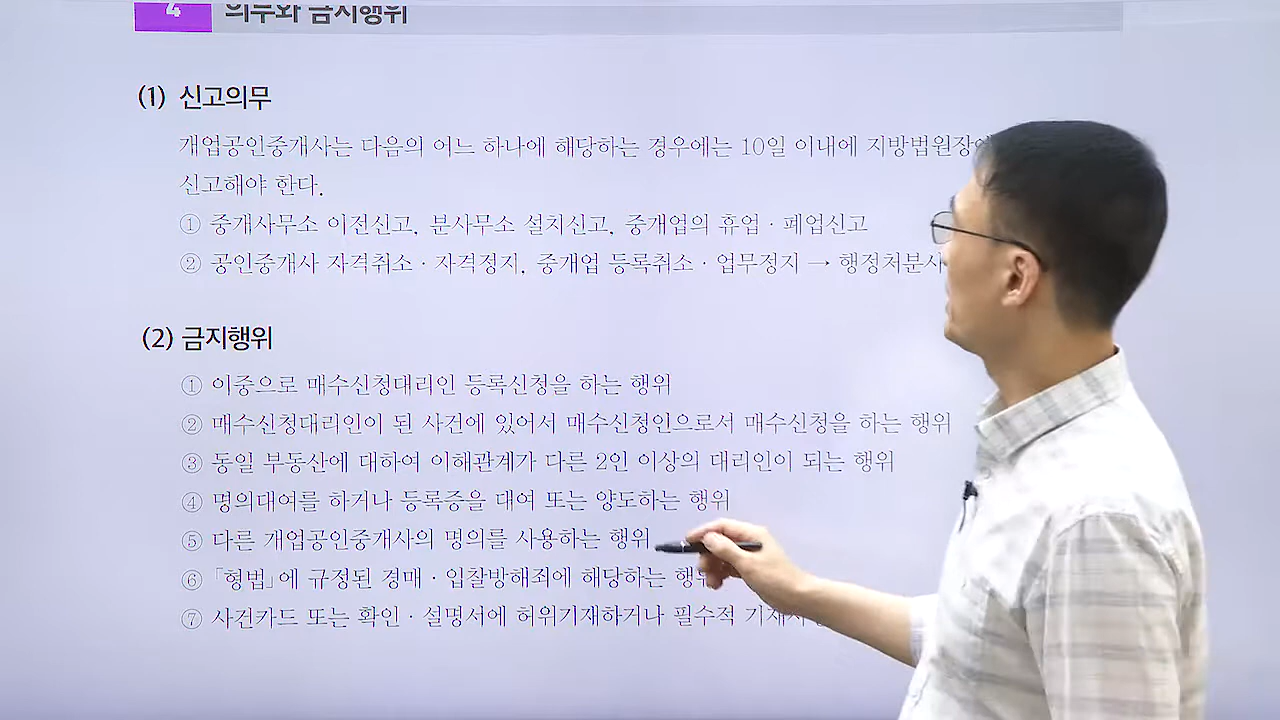 4 의무와 금지행위
(1) 신고의무
개업공인중개사는 다음의 어느 하나에 해당하는 경우에는 10일 이내에 지방법원장에
신고해야 한다.
① 중개사무소 이전신고, 분사무소 설치신고, 중개업의 휴업 · 폐업신고
② 공인중개사 자격취소 · 자격정지, 중개업 등록취소 · 업무정지 → 행정처분사
(2) 금지행위
① 이중으로 매수신청대리인 등록신청을 하는 행위
② 매수신청대리인이 된 사건에 있어서 매수신청인으로서 매수신청을 하는 행위
③ 동일 부동산에 대하여 이해관계가 다른 2인 이상의 대리인이 되는 행위
④ 명의대여를 하거나 등록증을 대여 또는 양도하는 행위
⑤ 다른 개업공인중개사의 명의를 사용하는 행위
⑥ 「형법」에 규정된 경매 · 입찰방해죄에 해당하는 행위
⑦ 사건카드 또는 확인 · 설명서에 허위기재하거나 필수적 기재